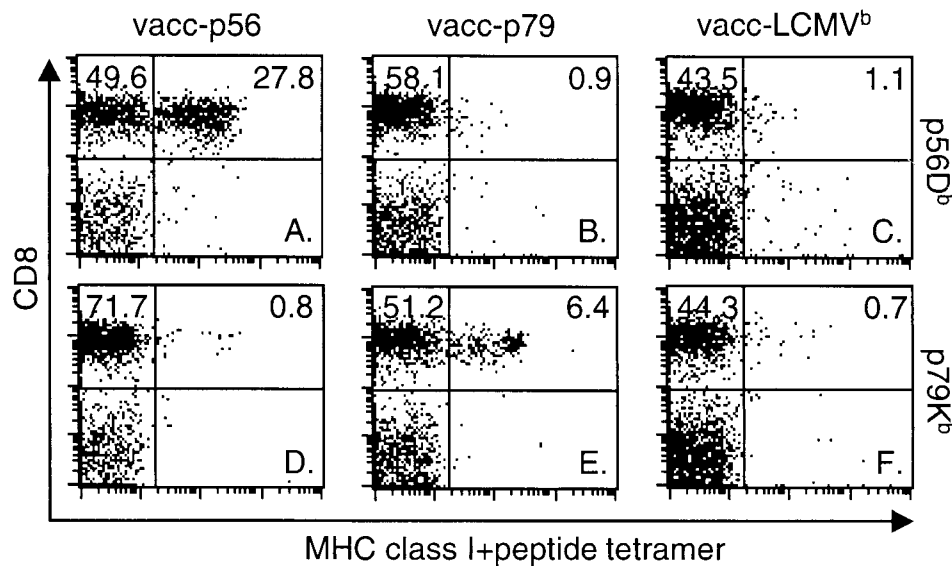 vacc-p56 vacc-p79 vacc-LCMVᵇ
49.6 27.8 58.1 0.9 43.5 1.1
A. B. C.
p56Dᵇ
71.7 0.8 51.2 6.4 44.3 0.7
D. E. F.
p79Kᵇ
CD8
MHC class I+peptide tetramer